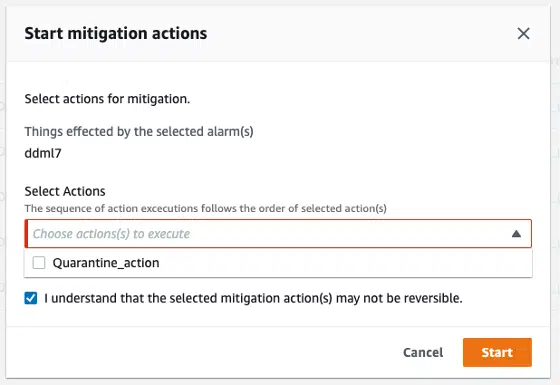 Start mitigation actions
Select actions for mitigation.
Things effected by the selected alarm(s)
ddml7
Select Actions
The sequence of action excecutions follows the order of selected action(s)
Choose actions(s) to execute
Quarantine_action
I understand that the selected mitigation action(s) may not be reversible.
Cancel
Start